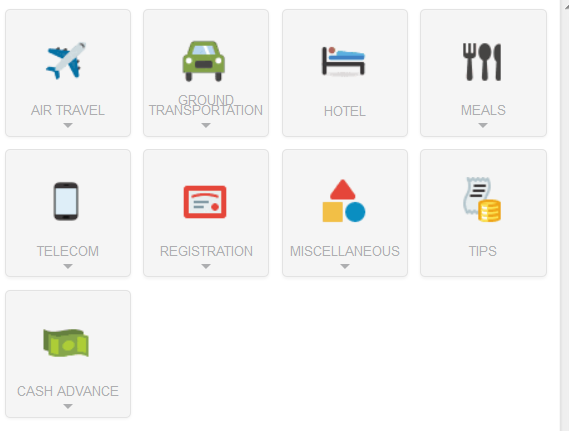 AIR TRAVEL
GROUND
TRANSPORTATION
HOTEL
MEALS
TELECOM
REGISTRATION
MISCELLANEOUS
TIPS
CASH ADVANCE